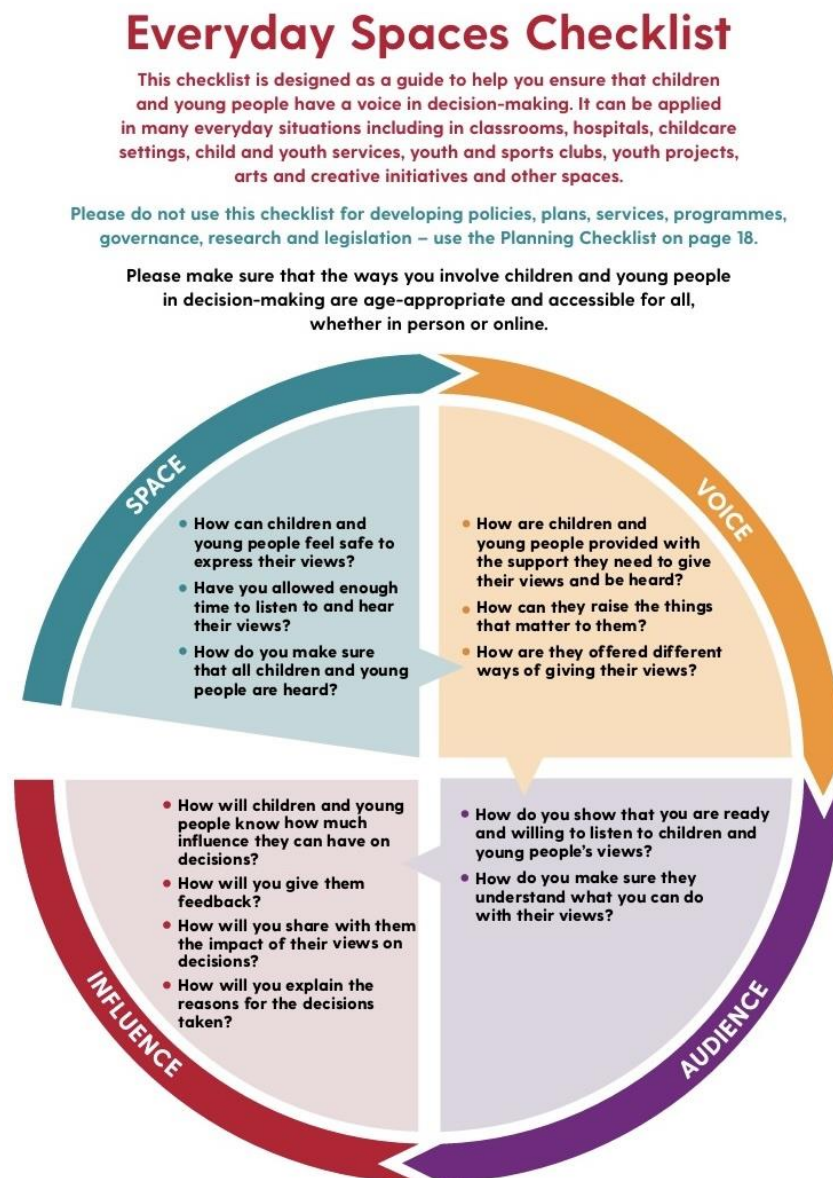 Everyday Spaces Checklist
This checklist is designed as a guide to help you ensure that children
and young people have a voice in decision-making. It can be applied
in many everyday situations including in classrooms, hospitals, childcare
settings, child and youth services, youth and sports clubs, youth projects,
arts and creative initiatives and other spaces.
Please do not use this checklist for developing policies, plans, services, programmes,
governance, research and legislation – use the Planning Checklist on page 18.
Please make sure that the ways you involve children and young people
in decision-making are age-appropriate and accessible for all,
whether in person or online.
SPACE
• How can children and
young people feel safe to
express their views?
• Have you allowed enough
time to listen to and hear
their views?
• How do you make sure
that all children and young
people are heard?
VOICE
• How are children and
young people provided with
the support they need to give
their views and be heard?
• How can they raise the things
that matter to them?
• How are they offered different
ways of giving their views?
AUDIENCE
• How do you show that you are ready
and willing to listen to children and
young people's views?
• How do you make sure they
understand what you can do
with their views?
INFLUENCE
• How will children and young
people know how much
influence they can have on
decisions?
• How will you give them
feedback?
• How will you share with them
the impact of their views on
decisions?
• How will you explain the
reasons for the decisions
taken?